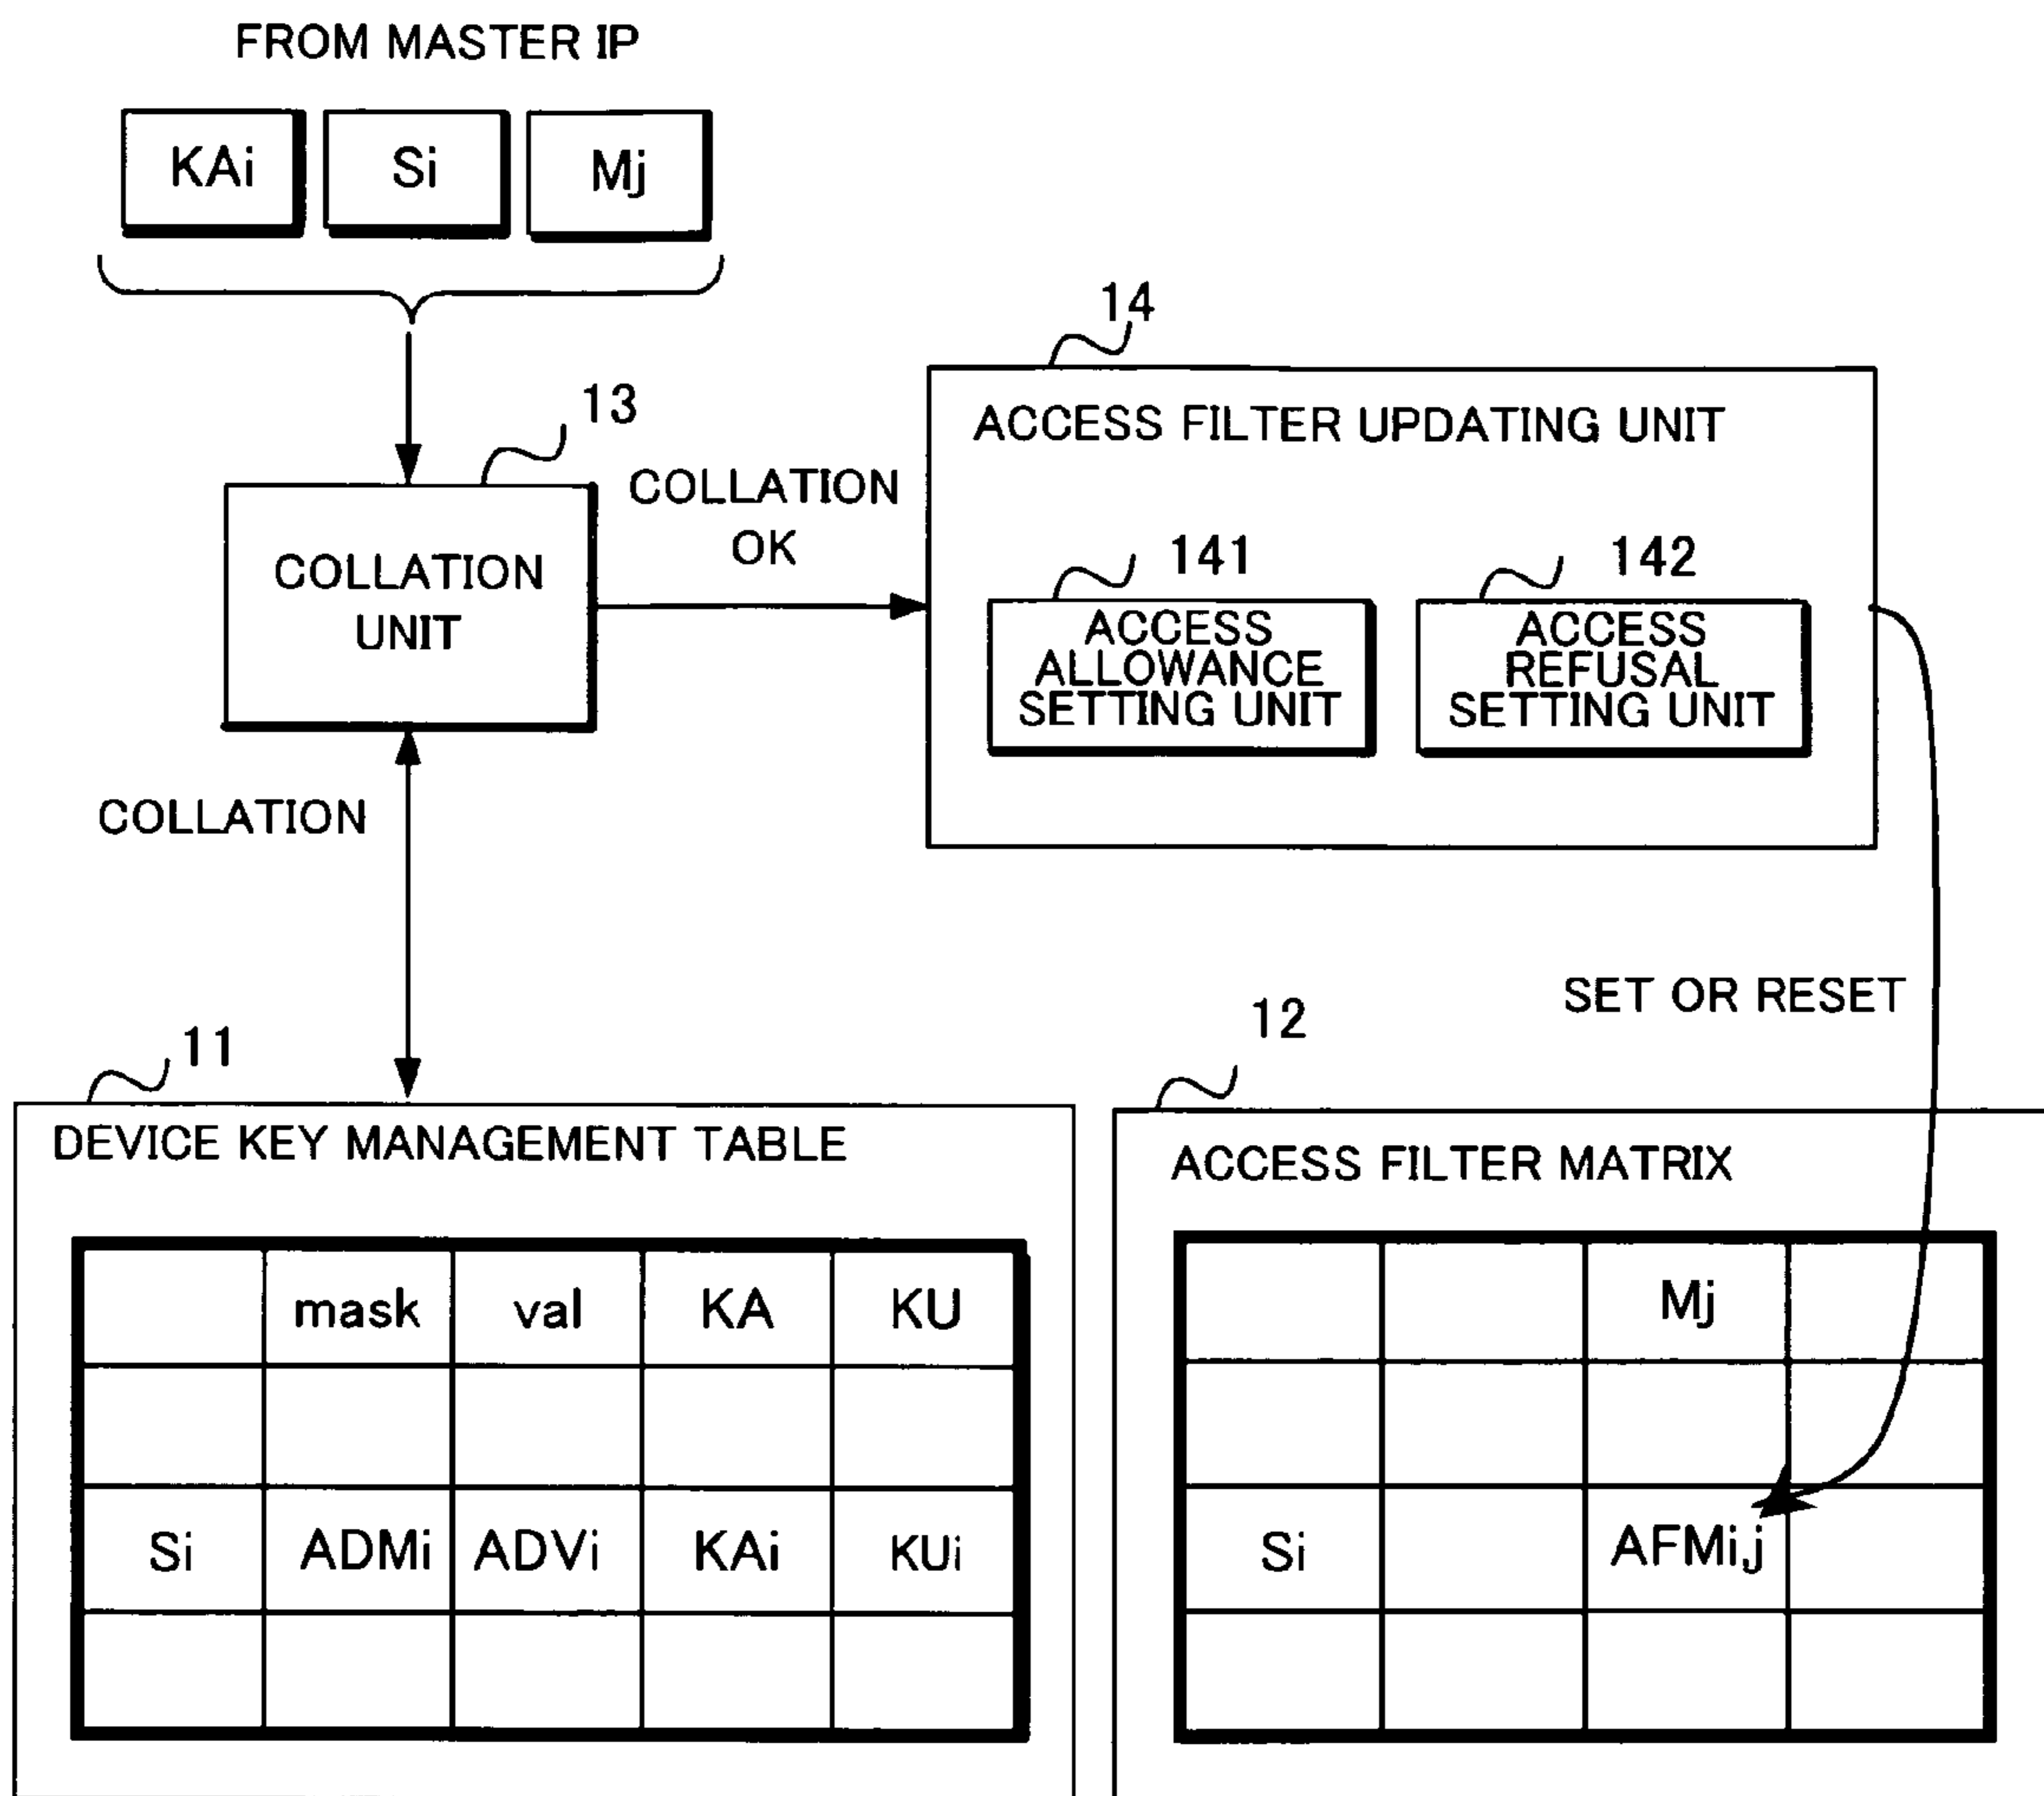 FROM MASTER IP
KAi Si Mj
14
13
ACCESS FILTER UPDATING UNIT
COLLATION
OK
COLLATION
UNIT
141
142
ACCESS
ALLOWANCE
SETTING UNIT
ACCESS
REFUSAL
SETTING UNIT
COLLATION
SET OR RESET
11
DEVICE KEY MANAGEMENT TABLE
mask val KA KU
Si ADMi ADVi KAi KUi
12
ACCESS FILTER MATRIX
Mj
Si AFMi,j